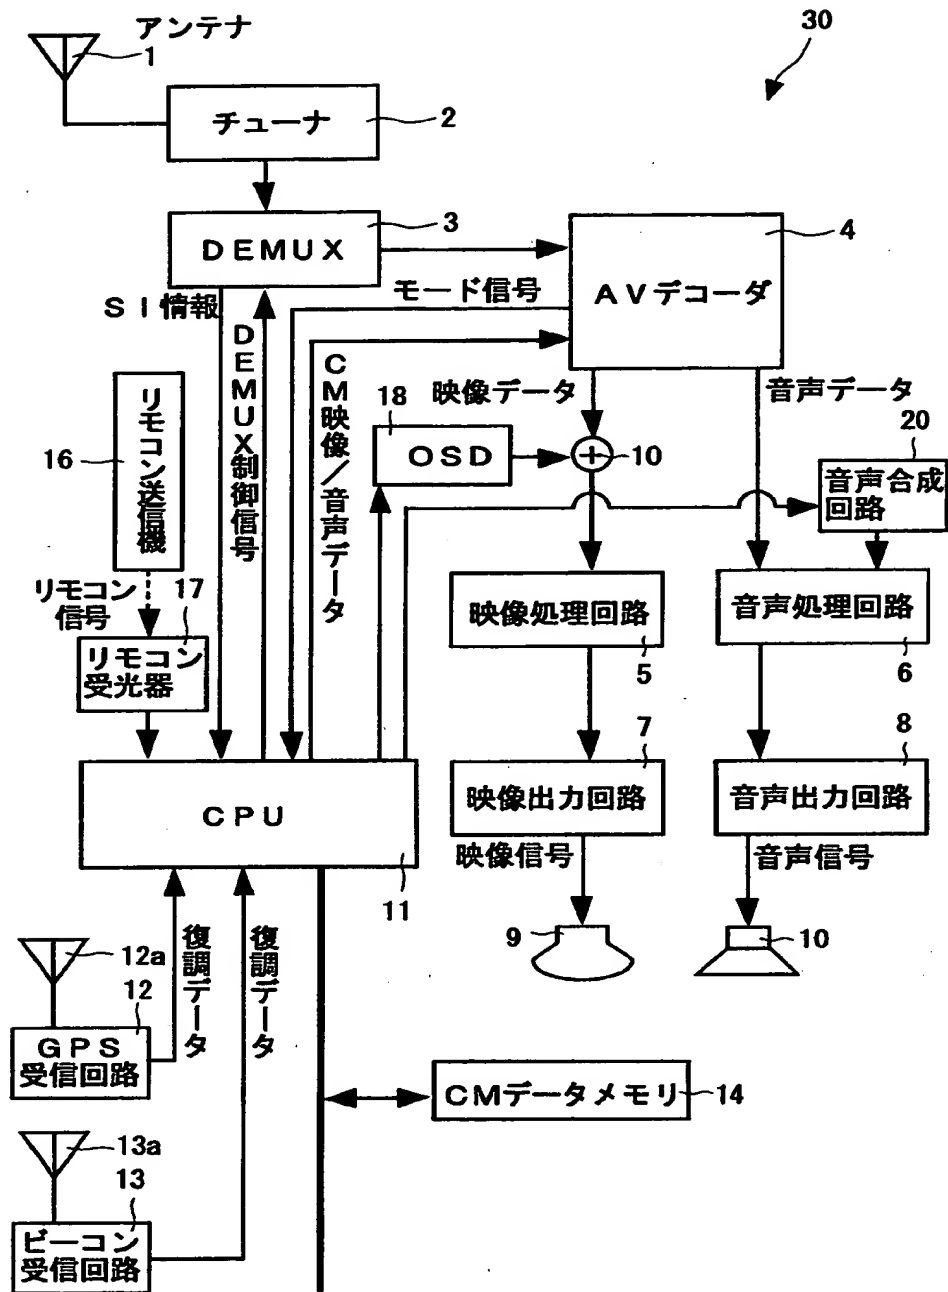 30
アンテナ
1
チューナ
2
3
DEMUX
4
AVデコーダ
SI情報
モード信号
DEMUX制御信号
CM映像/音声データ
映像データ
音声データ
リモコン送信機
16
18
OSD
10
20
音声合成
回路
リモコン
信号
17
リモコン
受光器
映像処理回路
5
音声処理回路
6
7
映像出力回路
8
音声出力回路
CPU
11
映像信号
音声信号
9
10
12a
復調データ
復調データ
12
GPS
受信回路
CMデータメモリ
14
13a
13
ビーコン
受信回路